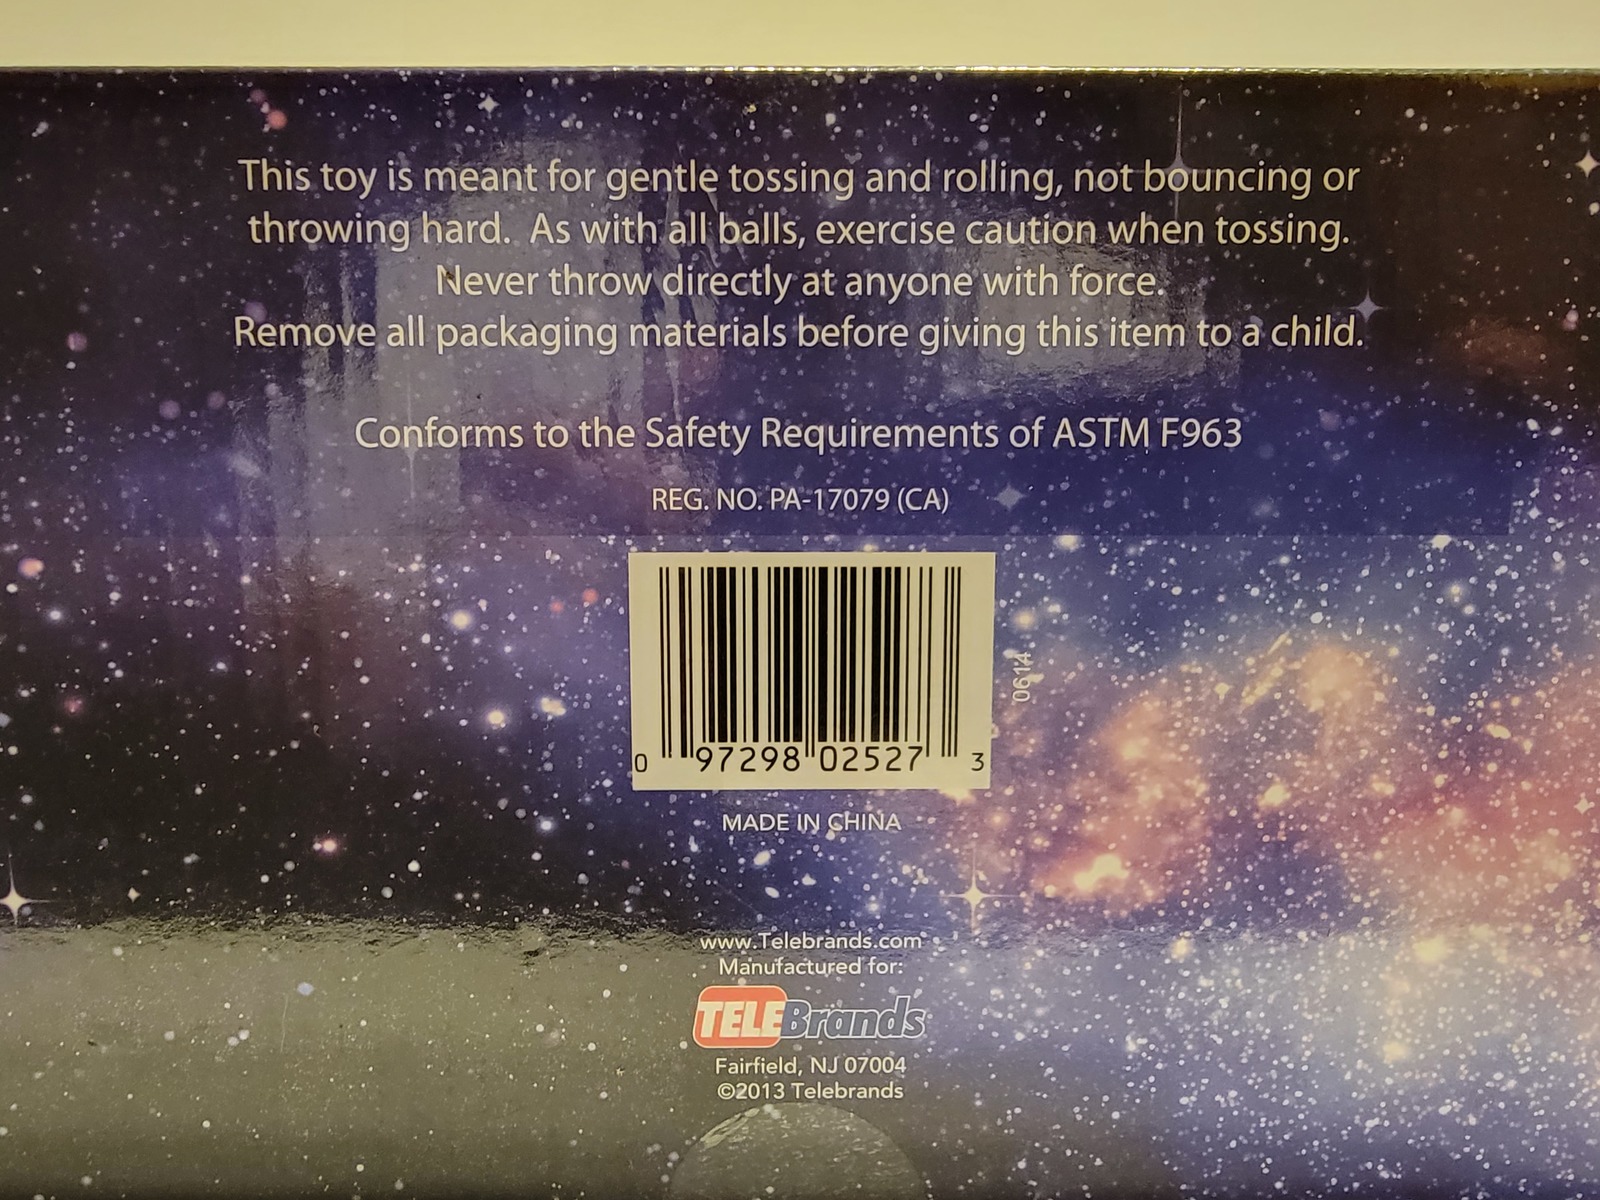 This toy is meant for gentle tossing and rolling, not bouncing or
throwing hard.  As with all balls, exercise caution when tossing.
Never throw directly at anyone with force.
Remove all packaging materials before giving this item to a child.
Conforms to the Safety Requirements of ASTM F963
REG. NO. PA-17079 (CA)
0614
0 97298 02527 3
MADE IN CHINA
www.Telebrands.com
Manufactured for:
TELEBrands
Fairfield, NJ 07004
©2013 Telebrands